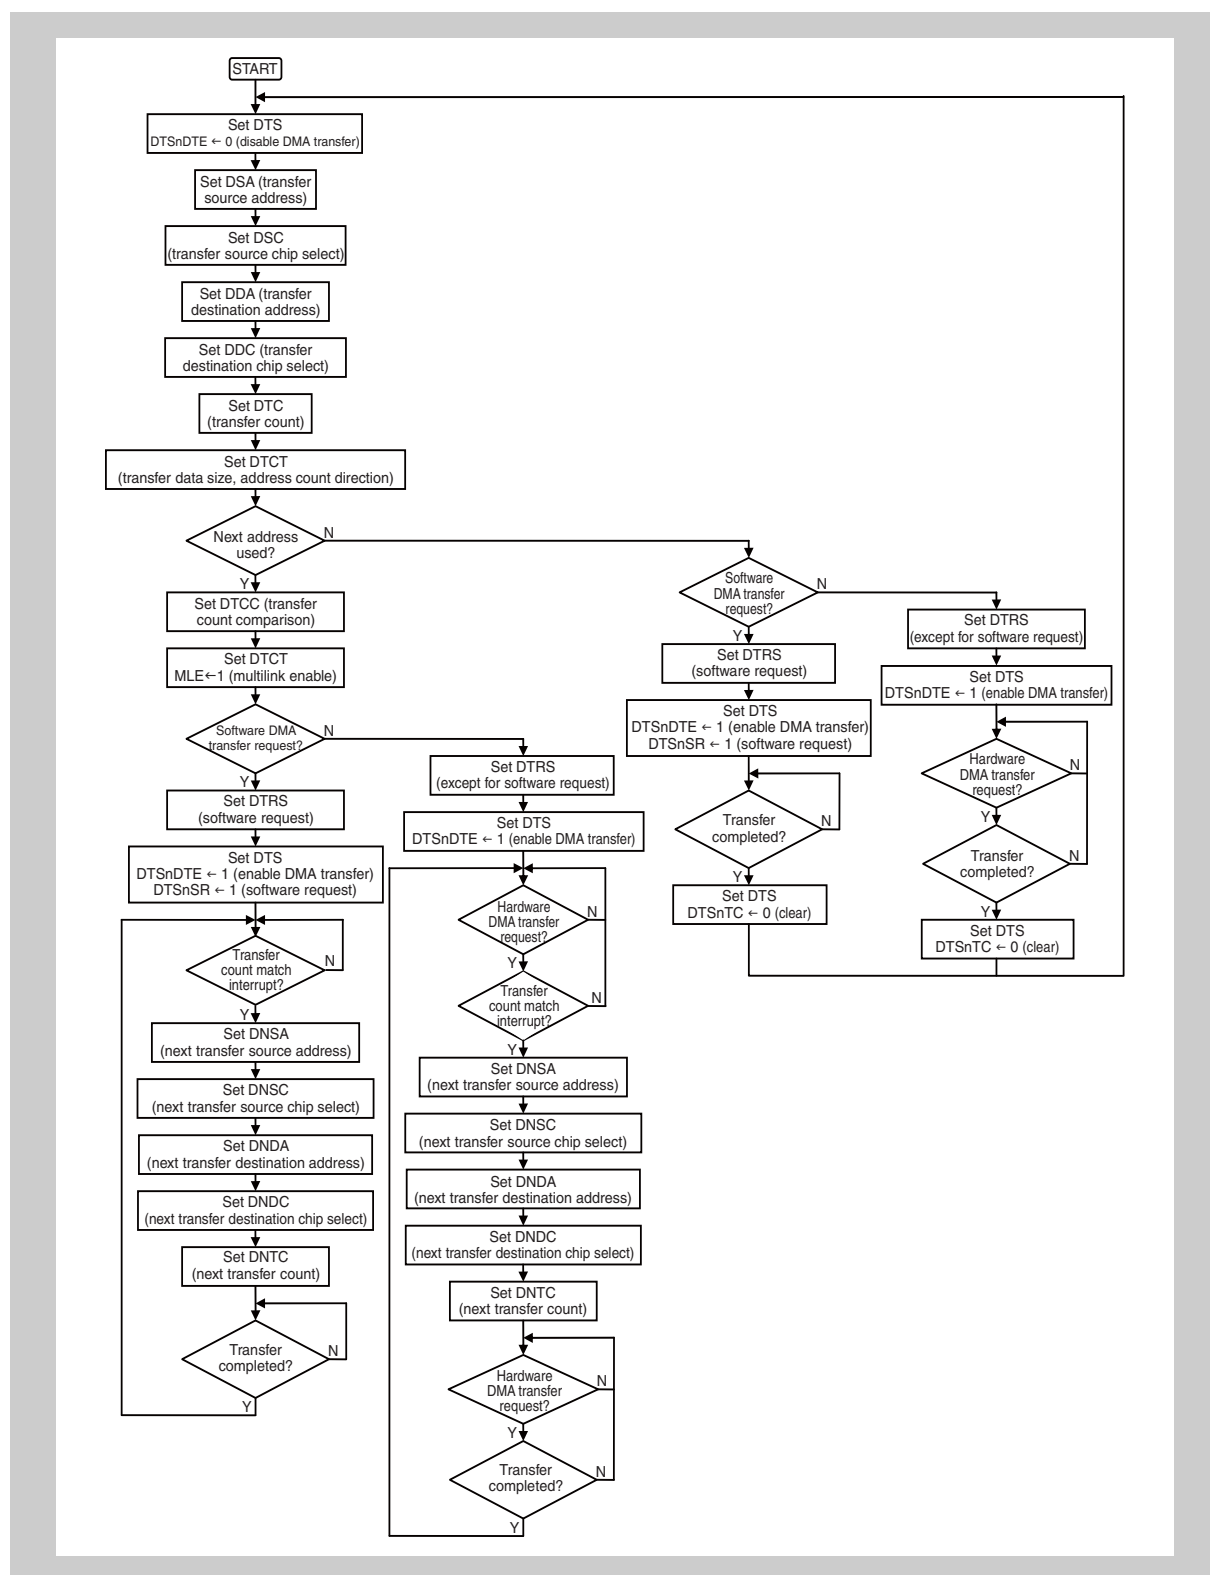 START
Set DTS
DTSnDTE ← 0 (disable DMA transfer)
Set DSA (transfer
source address)
Set DSC
(transfer source chip select)
Set DDA (transfer
destination address)
Set DDC (transfer
destination chip select)
Set DTC
(transfer count)
Set DTCT
(transfer data size, address count direction)
Next address
used?
N
Y
Set DTCC (transfer
count comparison)
Set DTCT
MLE←1 (multilink enable)
Software DMA
transfer request?
N
Y
Set DTRS
(software request)
Set DTS
DTSnDTE ← 1 (enable DMA transfer)
DTSnSR ← 1 (software request)
Transfer
count match
interrupt?
N
Y
Set DNSA
(next transfer source address)
Set DNSC
(next transfer source chip select)
Set DNDA
(next transfer destination address)
Set DNDC
(next transfer destination chip select)
Set DNTC
(next transfer count)
Transfer
completed?
N
Y
Set DTRS
(except for software request)
Set DTS
DTSnDTE ← 1 (enable DMA transfer)
Hardware
DMA transfer
request?
N
Y
Transfer
count match
interrupt?
N
Y
Set DNSA
(next transfer source address)
Set DNSC
(next transfer source chip select)
Set DNDA
(next transfer destination address)
Set DNDC
(next transfer destination chip select)
Set DNTC
(next transfer count)
Hardware
DMA transfer
request?
N
Y
Transfer
completed?
N
Y
Software
DMA transfer
request?
N
Y
Set DTRS
(software request)
Set DTS
DTSnDTE ← 1 (enable DMA transfer)
DTSnSR ← 1 (software request)
Transfer
completed?
N
Y
Set DTS
DTSnTC ← 0 (clear)
Set DTRS
(except for software request)
Set DTS
DTSnDTE ← 1 (enable DMA transfer)
Hardware
DMA transfer
request?
N
Y
Transfer
completed?
N
Y
Set DTS
DTSnTC ← 0 (clear)